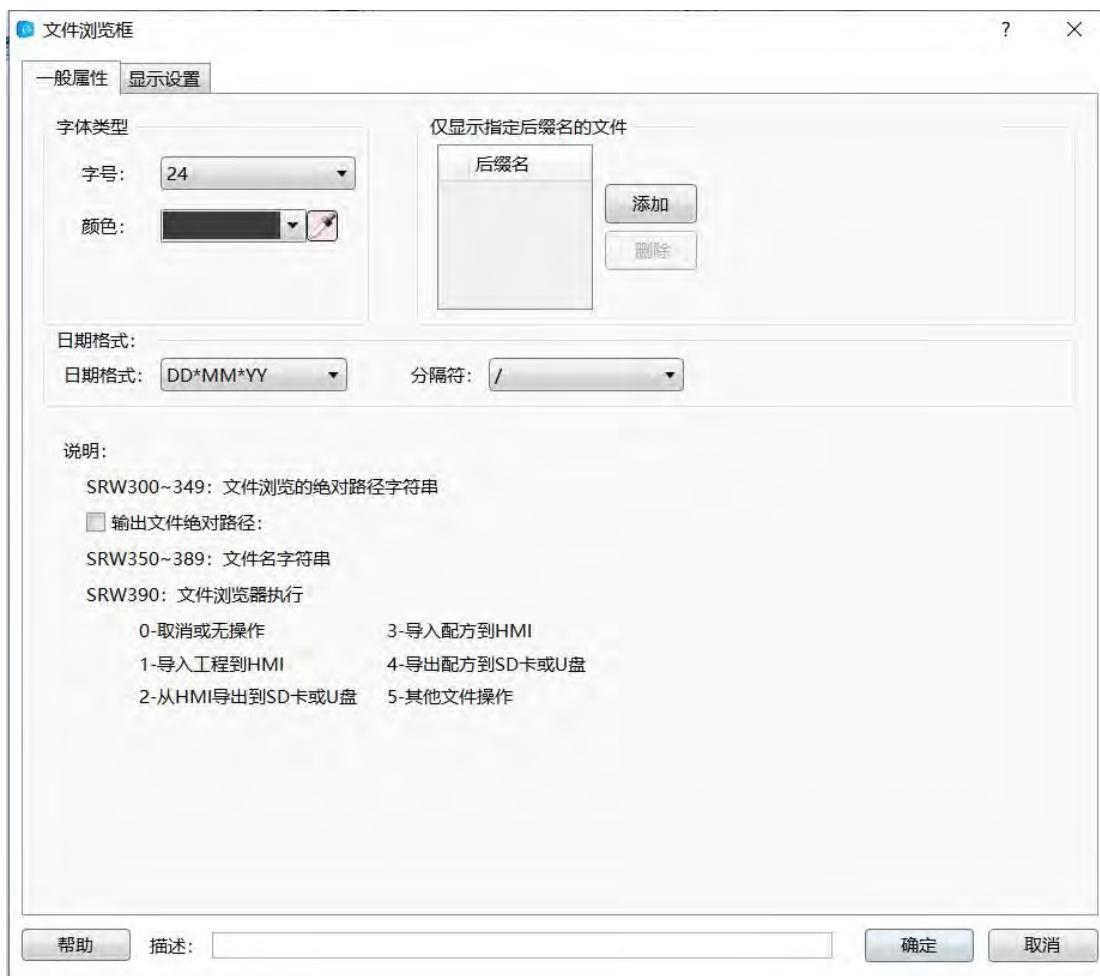 文件浏览框
?
一般属性 显示设置
字体类型
仅显示指定后缀名的文件
字号: 24
后缀名
添加
颜色:
删除
日期格式:
日期格式: DD*MM*YY
分隔符: /
说明:
SRW300~349: 文件浏览的绝对路径字符串
输出文件绝对路径:
SRW350~389: 文件名字符串
SRW390: 文件浏览器执行
0-取消或无操作 3-导入配方到HMI
1-导入工程到HMI 4-导出配方到SD卡或U盘
2-从HMI导出到SD卡或U盘 5-其他文件操作
帮助 描述: 确定 取消